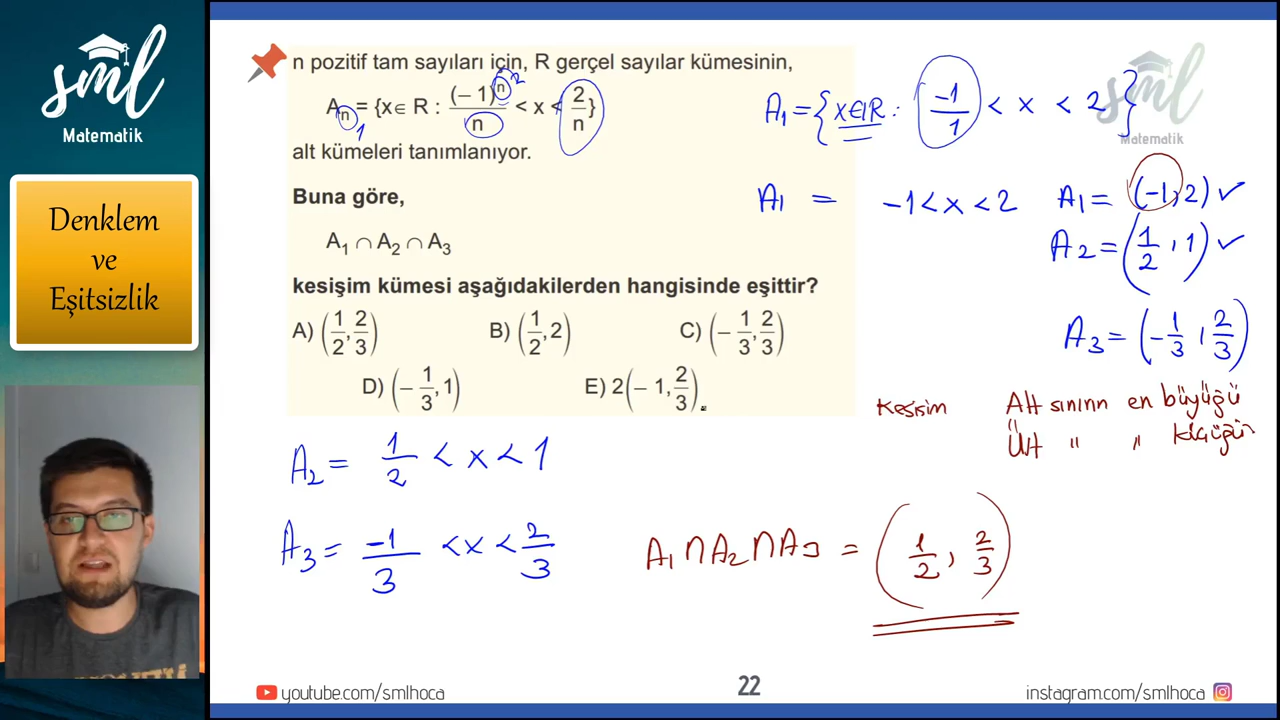 sml
Matematik
Denklem
ve
Eşitsizlik
n pozitif tam sayıları için, R gerçel sayılar kümesinin,
Aₙ = {x∈ R : (– 1)ⁿ/n < x < 2/n}
1
2
alt kümeleri tanımlanıyor.
Buna göre,
A₁ ∩ A₂ ∩ A₃
kesişim kümesi aşağıdakilerden hangisinde eşittir?
A) (1/2, 2/3) B) (1/2, 2) C) (– 1/3, 2/3)
D) (– 1/3, 1) E) 2(– 1, 2/3)
sml
Matematik
A₁ = {x∈R : -1/1 < x < 2}
A₁ = -1 < x < 2
A₁ = (-1, 2) ✓
A₂ = (1/2, 1) ✓
A₃ = (-1/3, 2/3)
Kesişim Alt sınırın en büyüğü
Üst " " küçüğü
A₂ = 1/2 < x < 1
A₃ = -1/3 < x < 2/3
A₁ ∩ A₂ ∩ A₃ = (1/2, 2/3)
youtube.com/smlhoca
22
instagram.com/smlhoca